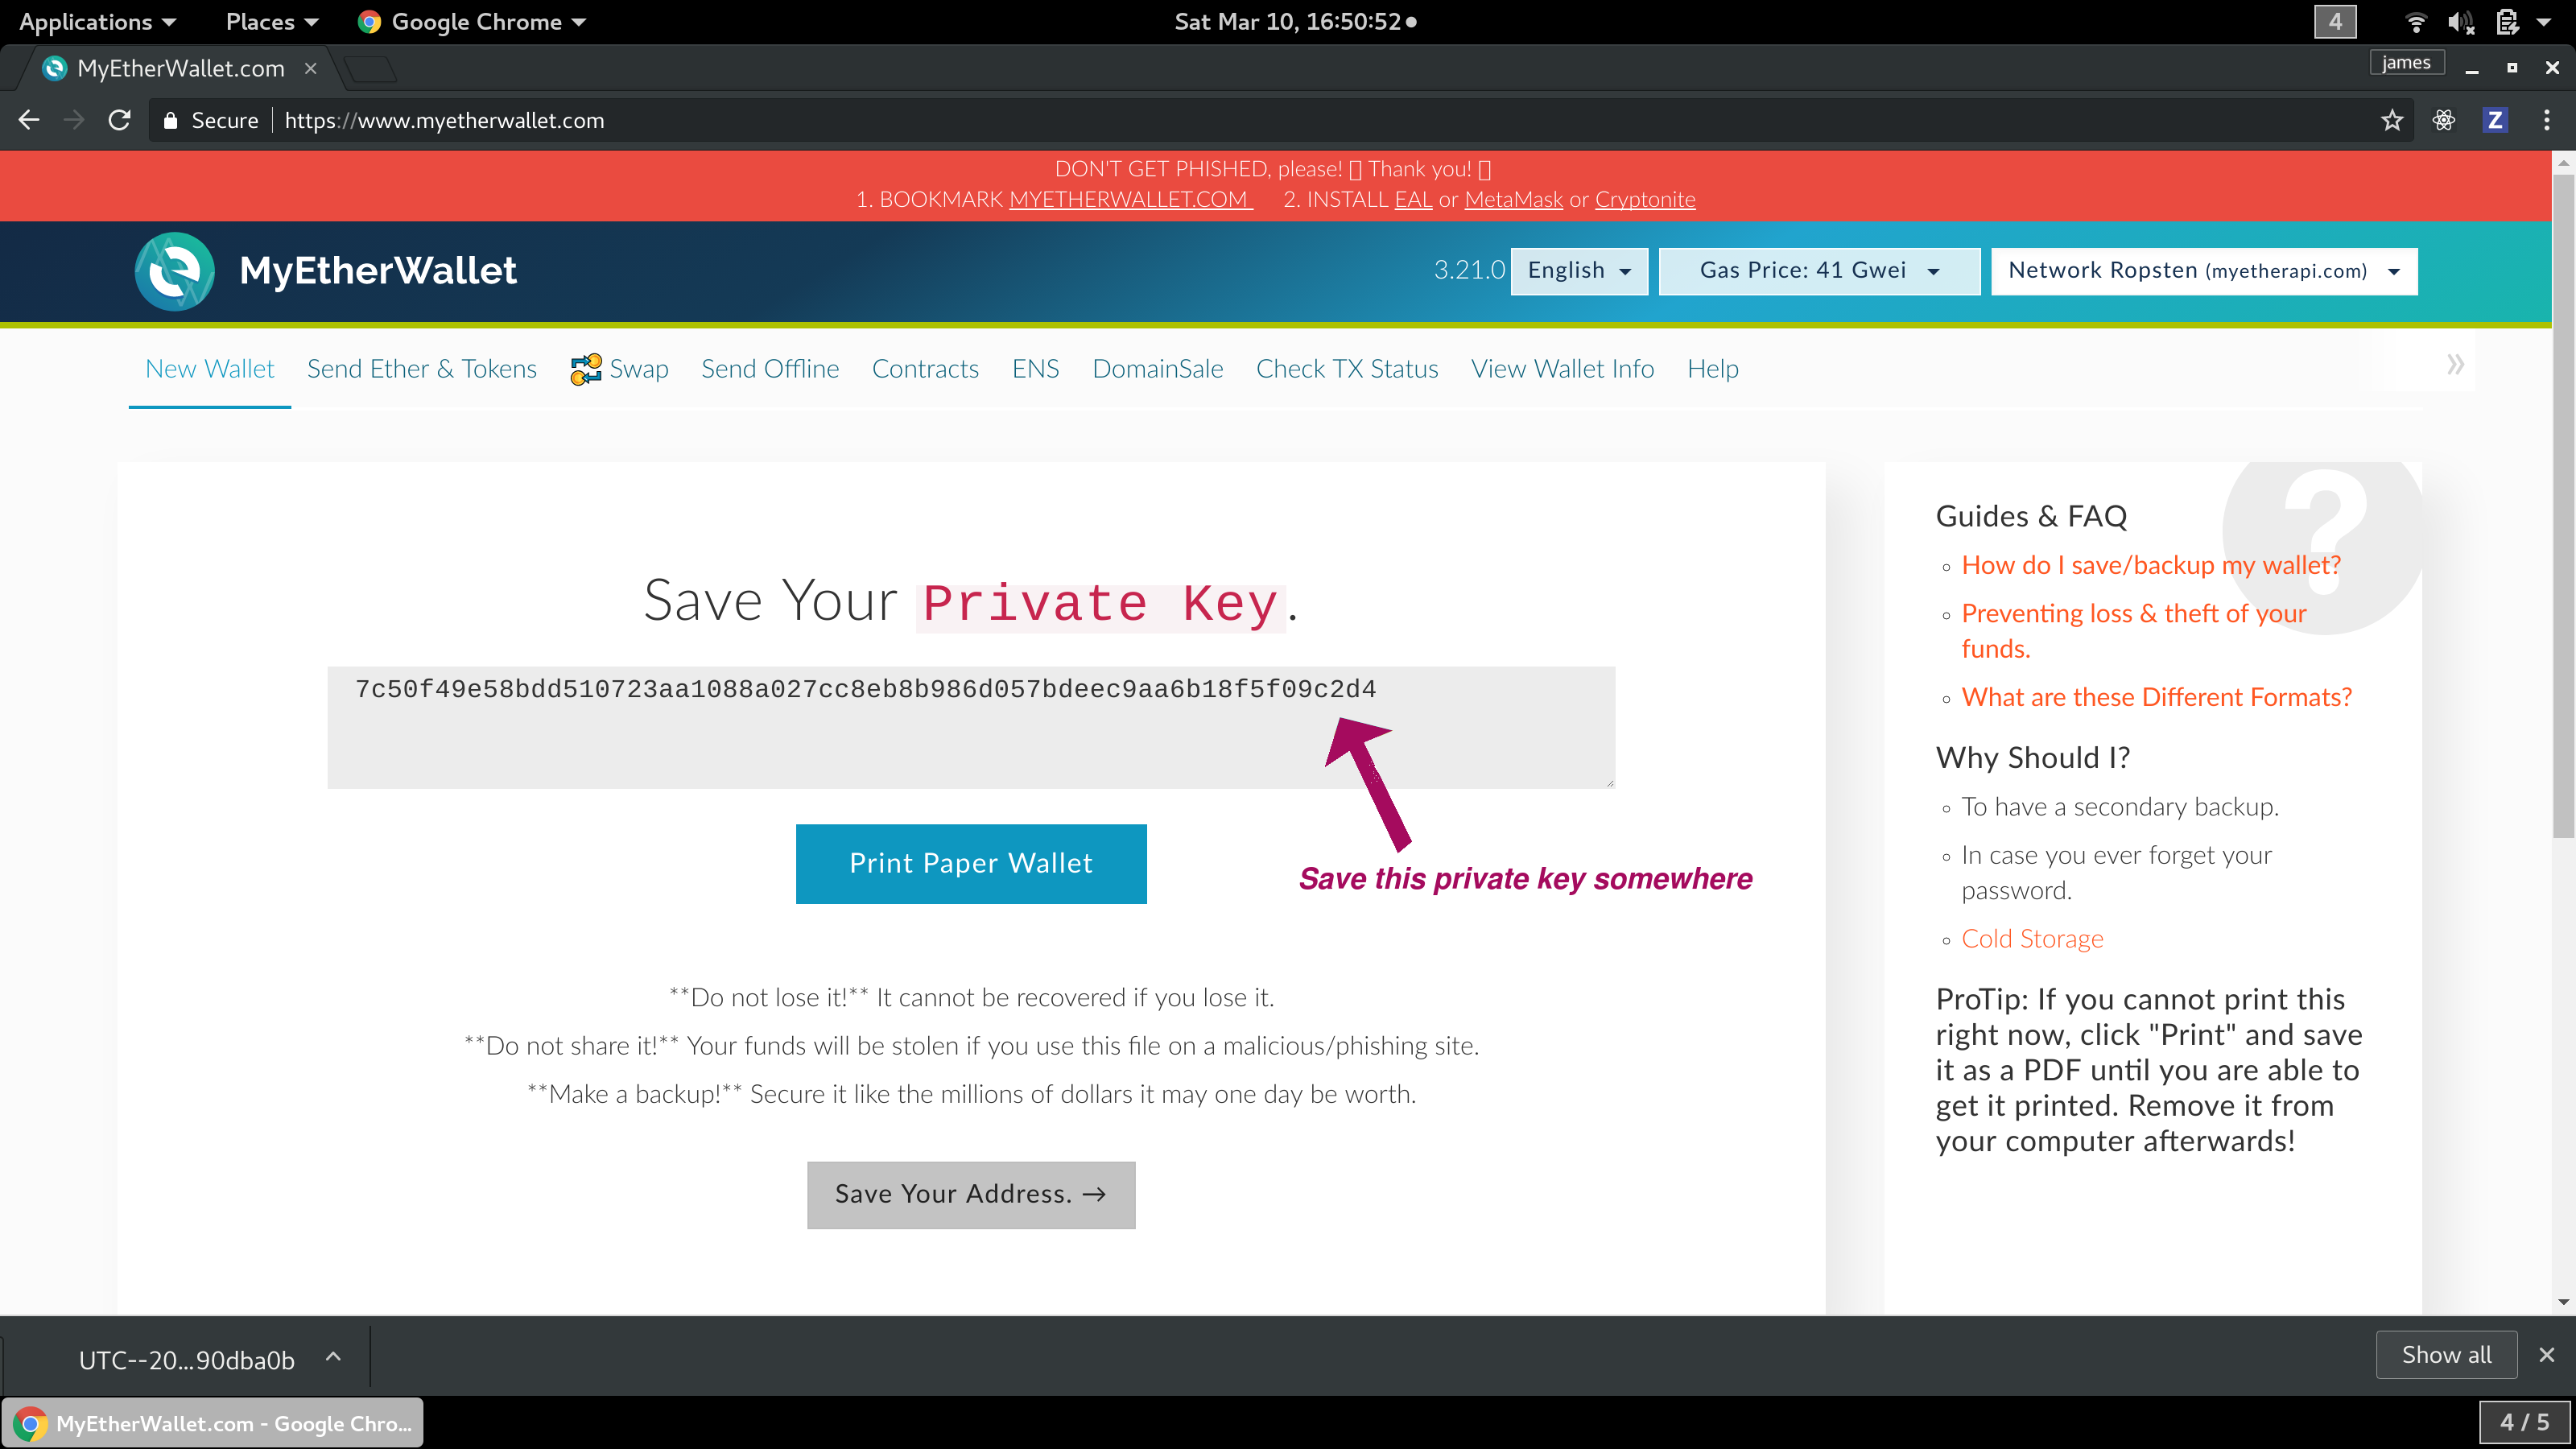 Applications Places Google Chrome Sat Mar 10, 16:50:52 4
MyEtherWallet.com james
Secure https://www.myetherwallet.com Z
DON'T GET PHISHED, please! Thank you!
1. BOOKMARK MYETHERWALLET.COM 2. INSTALL EAL or MetaMask or Cryptonite
MyEtherWallet 3.21.0 English Gas Price: 41 Gwei Network Ropsten (myetherapi.com)
New Wallet Send Ether & Tokens Swap Send Offline Contracts ENS DomainSale Check TX Status View Wallet Info Help »
Save Your Private Key.
7c50f49e58bdd510723aa1088a027cc8eb8b986d057bdeec9aa6b18f5f09c2d4
Print Paper Wallet
Save this private key somewhere
**Do not lose it!** It cannot be recovered if you lose it.
**Do not share it!** Your funds will be stolen if you use this file on a malicious/phishing site.
**Make a backup!** Secure it like the millions of dollars it may one day be worth.
Save Your Address. →
?
Guides & FAQ
How do I save/backup my wallet?
Preventing loss & theft of your
funds.
What are these Different Formats?
Why Should I?
To have a secondary backup.
In case you ever forget your
password.
Cold Storage
ProTip: If you cannot print this
right now, click "Print" and save
it as a PDF until you are able to
get it printed. Remove it from
your computer afterwards!
UTC--20...90dba0b Show all
MyEtherWallet.com - Google Chro... 4 / 5